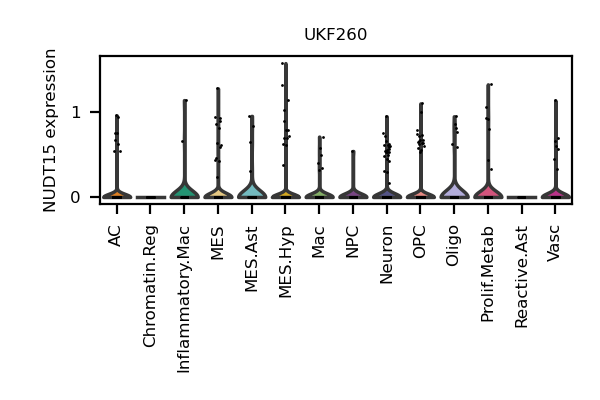 UKF260
NUDT15 expression
1
0
AC
Chromatin.Reg
Inflammatory.Mac
MES
MES.Ast
MES.Hyp
Mac
NPC
Neuron
OPC
Oligo
Prolif.Metab
Reactive.Ast
Vasc